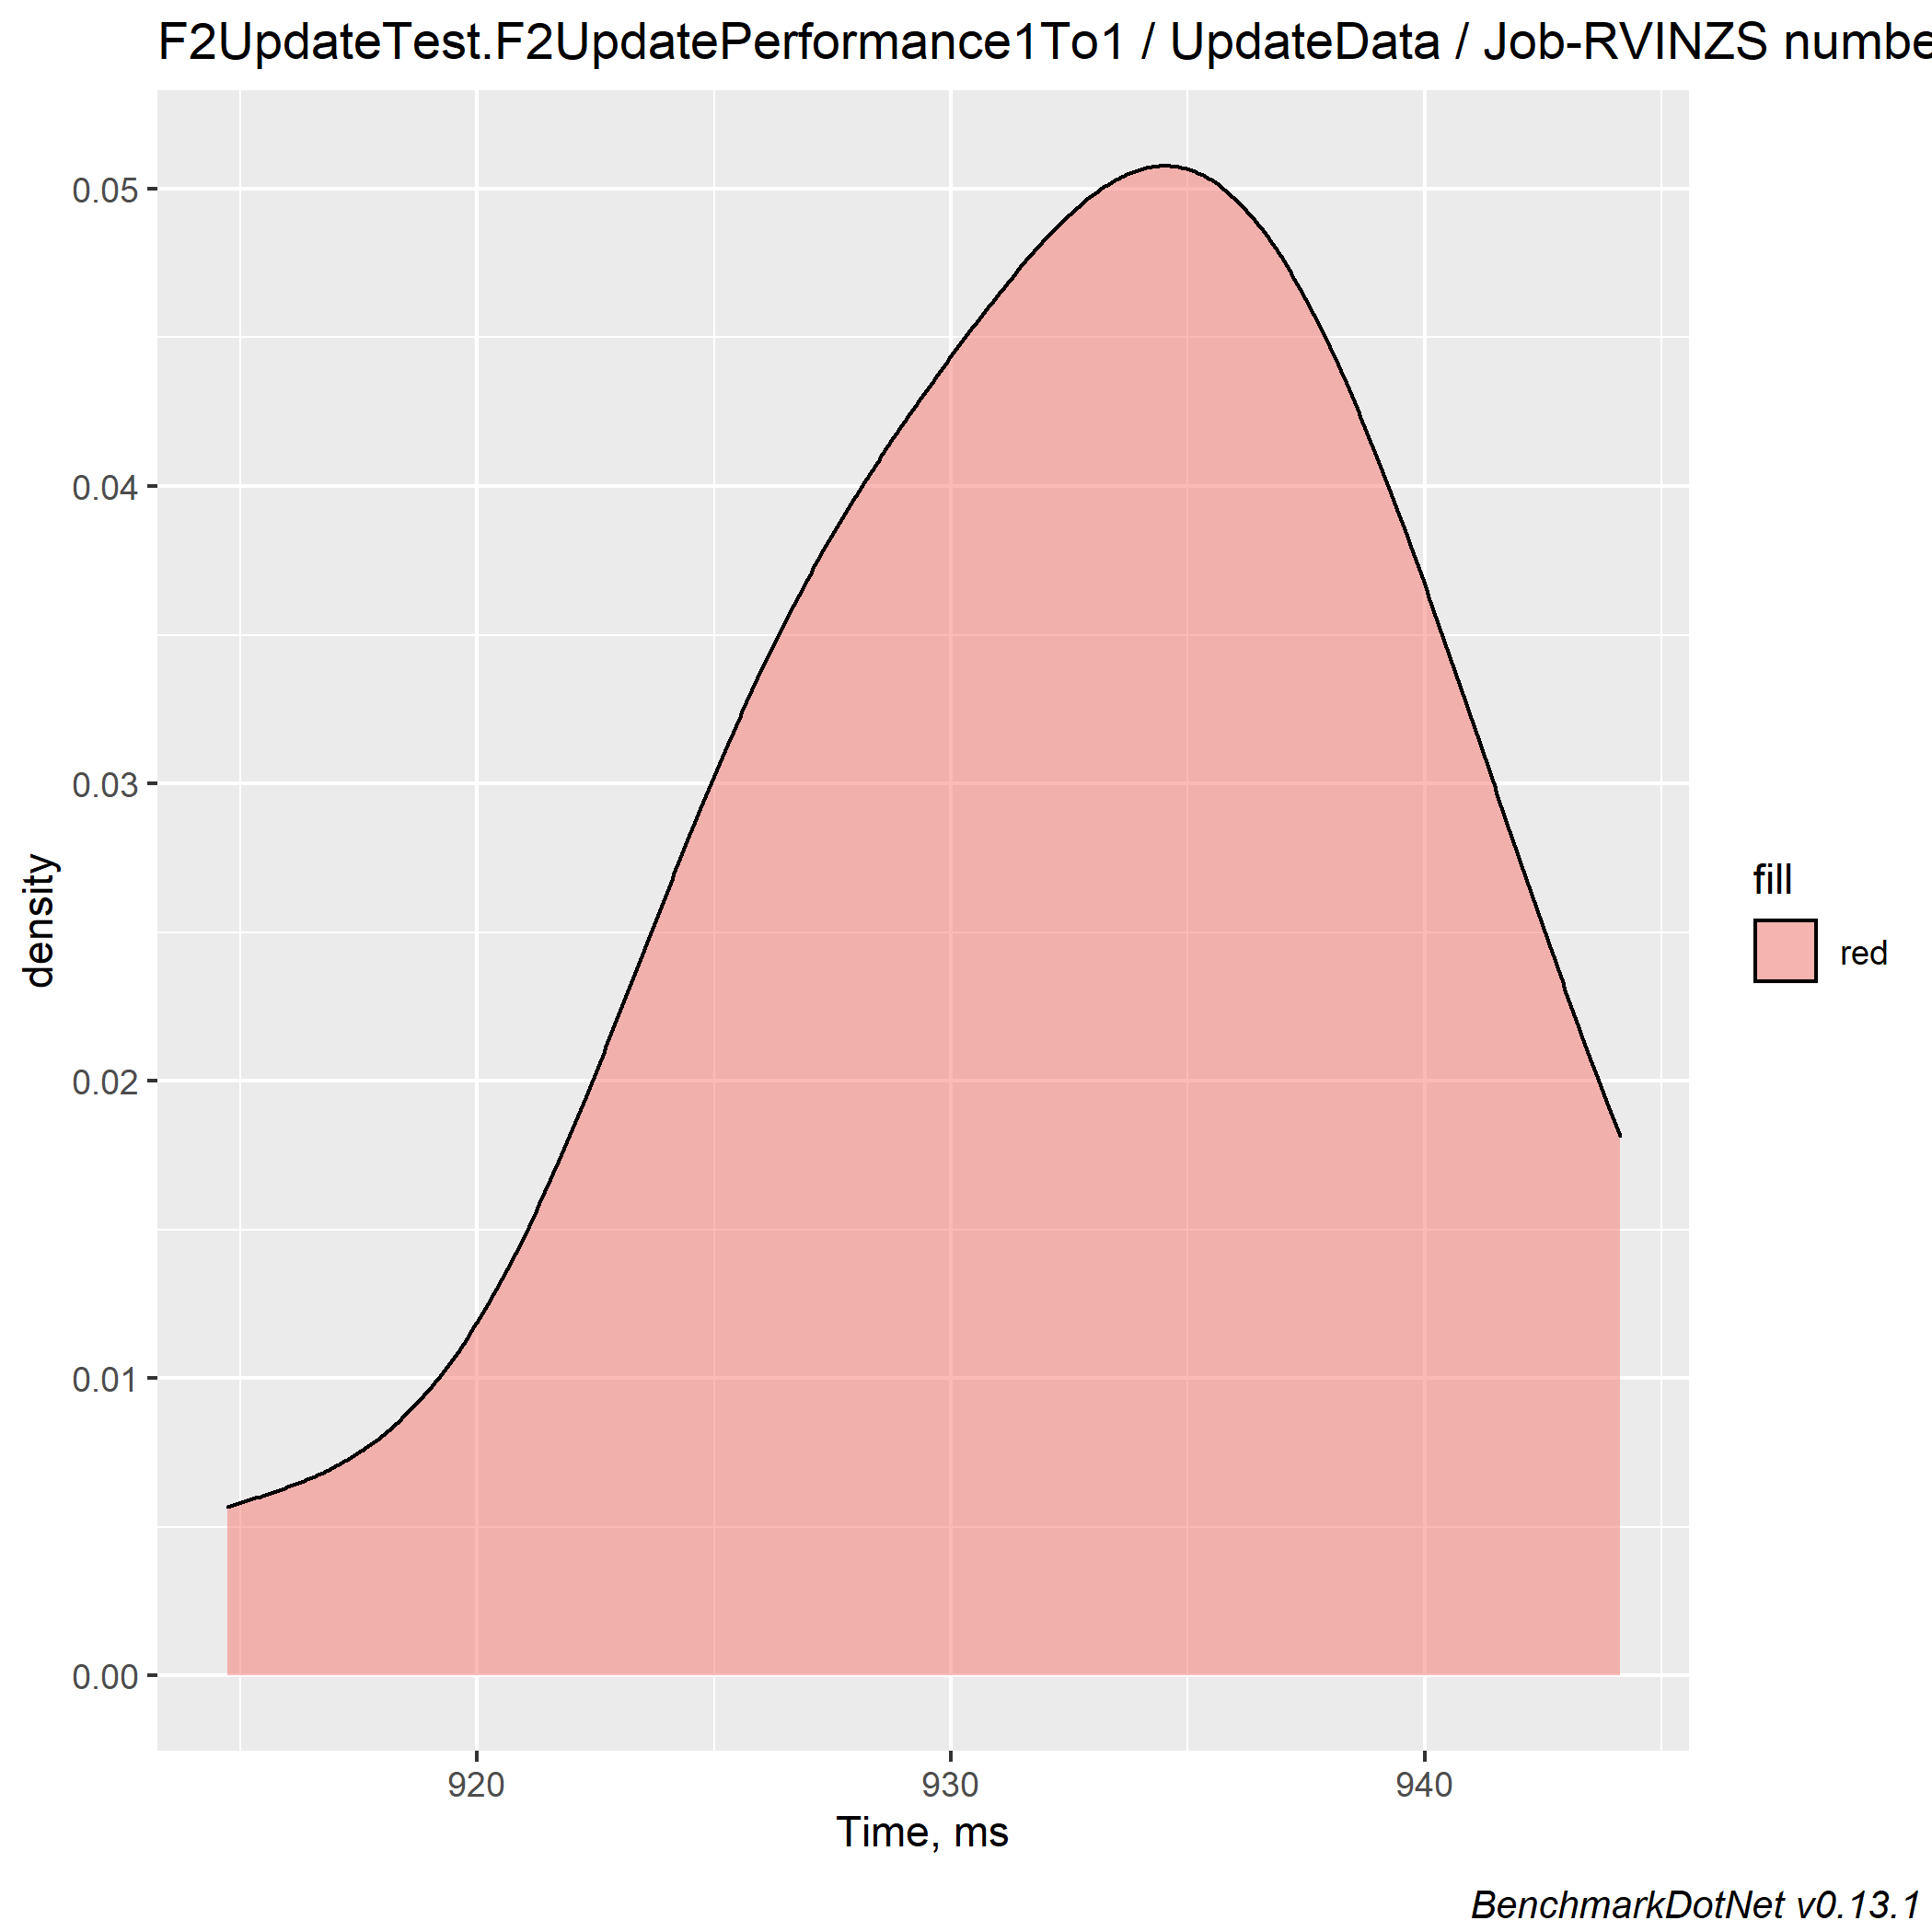 F2UpdateTest.F2UpdatePerformance1To1 / UpdateData / Job-RVINZS numbe
0.05
0.04
0.03
0.02
0.01
0.00
density
fill
red
920 930 940
Time, ms
BenchmarkDotNet v0.13.1